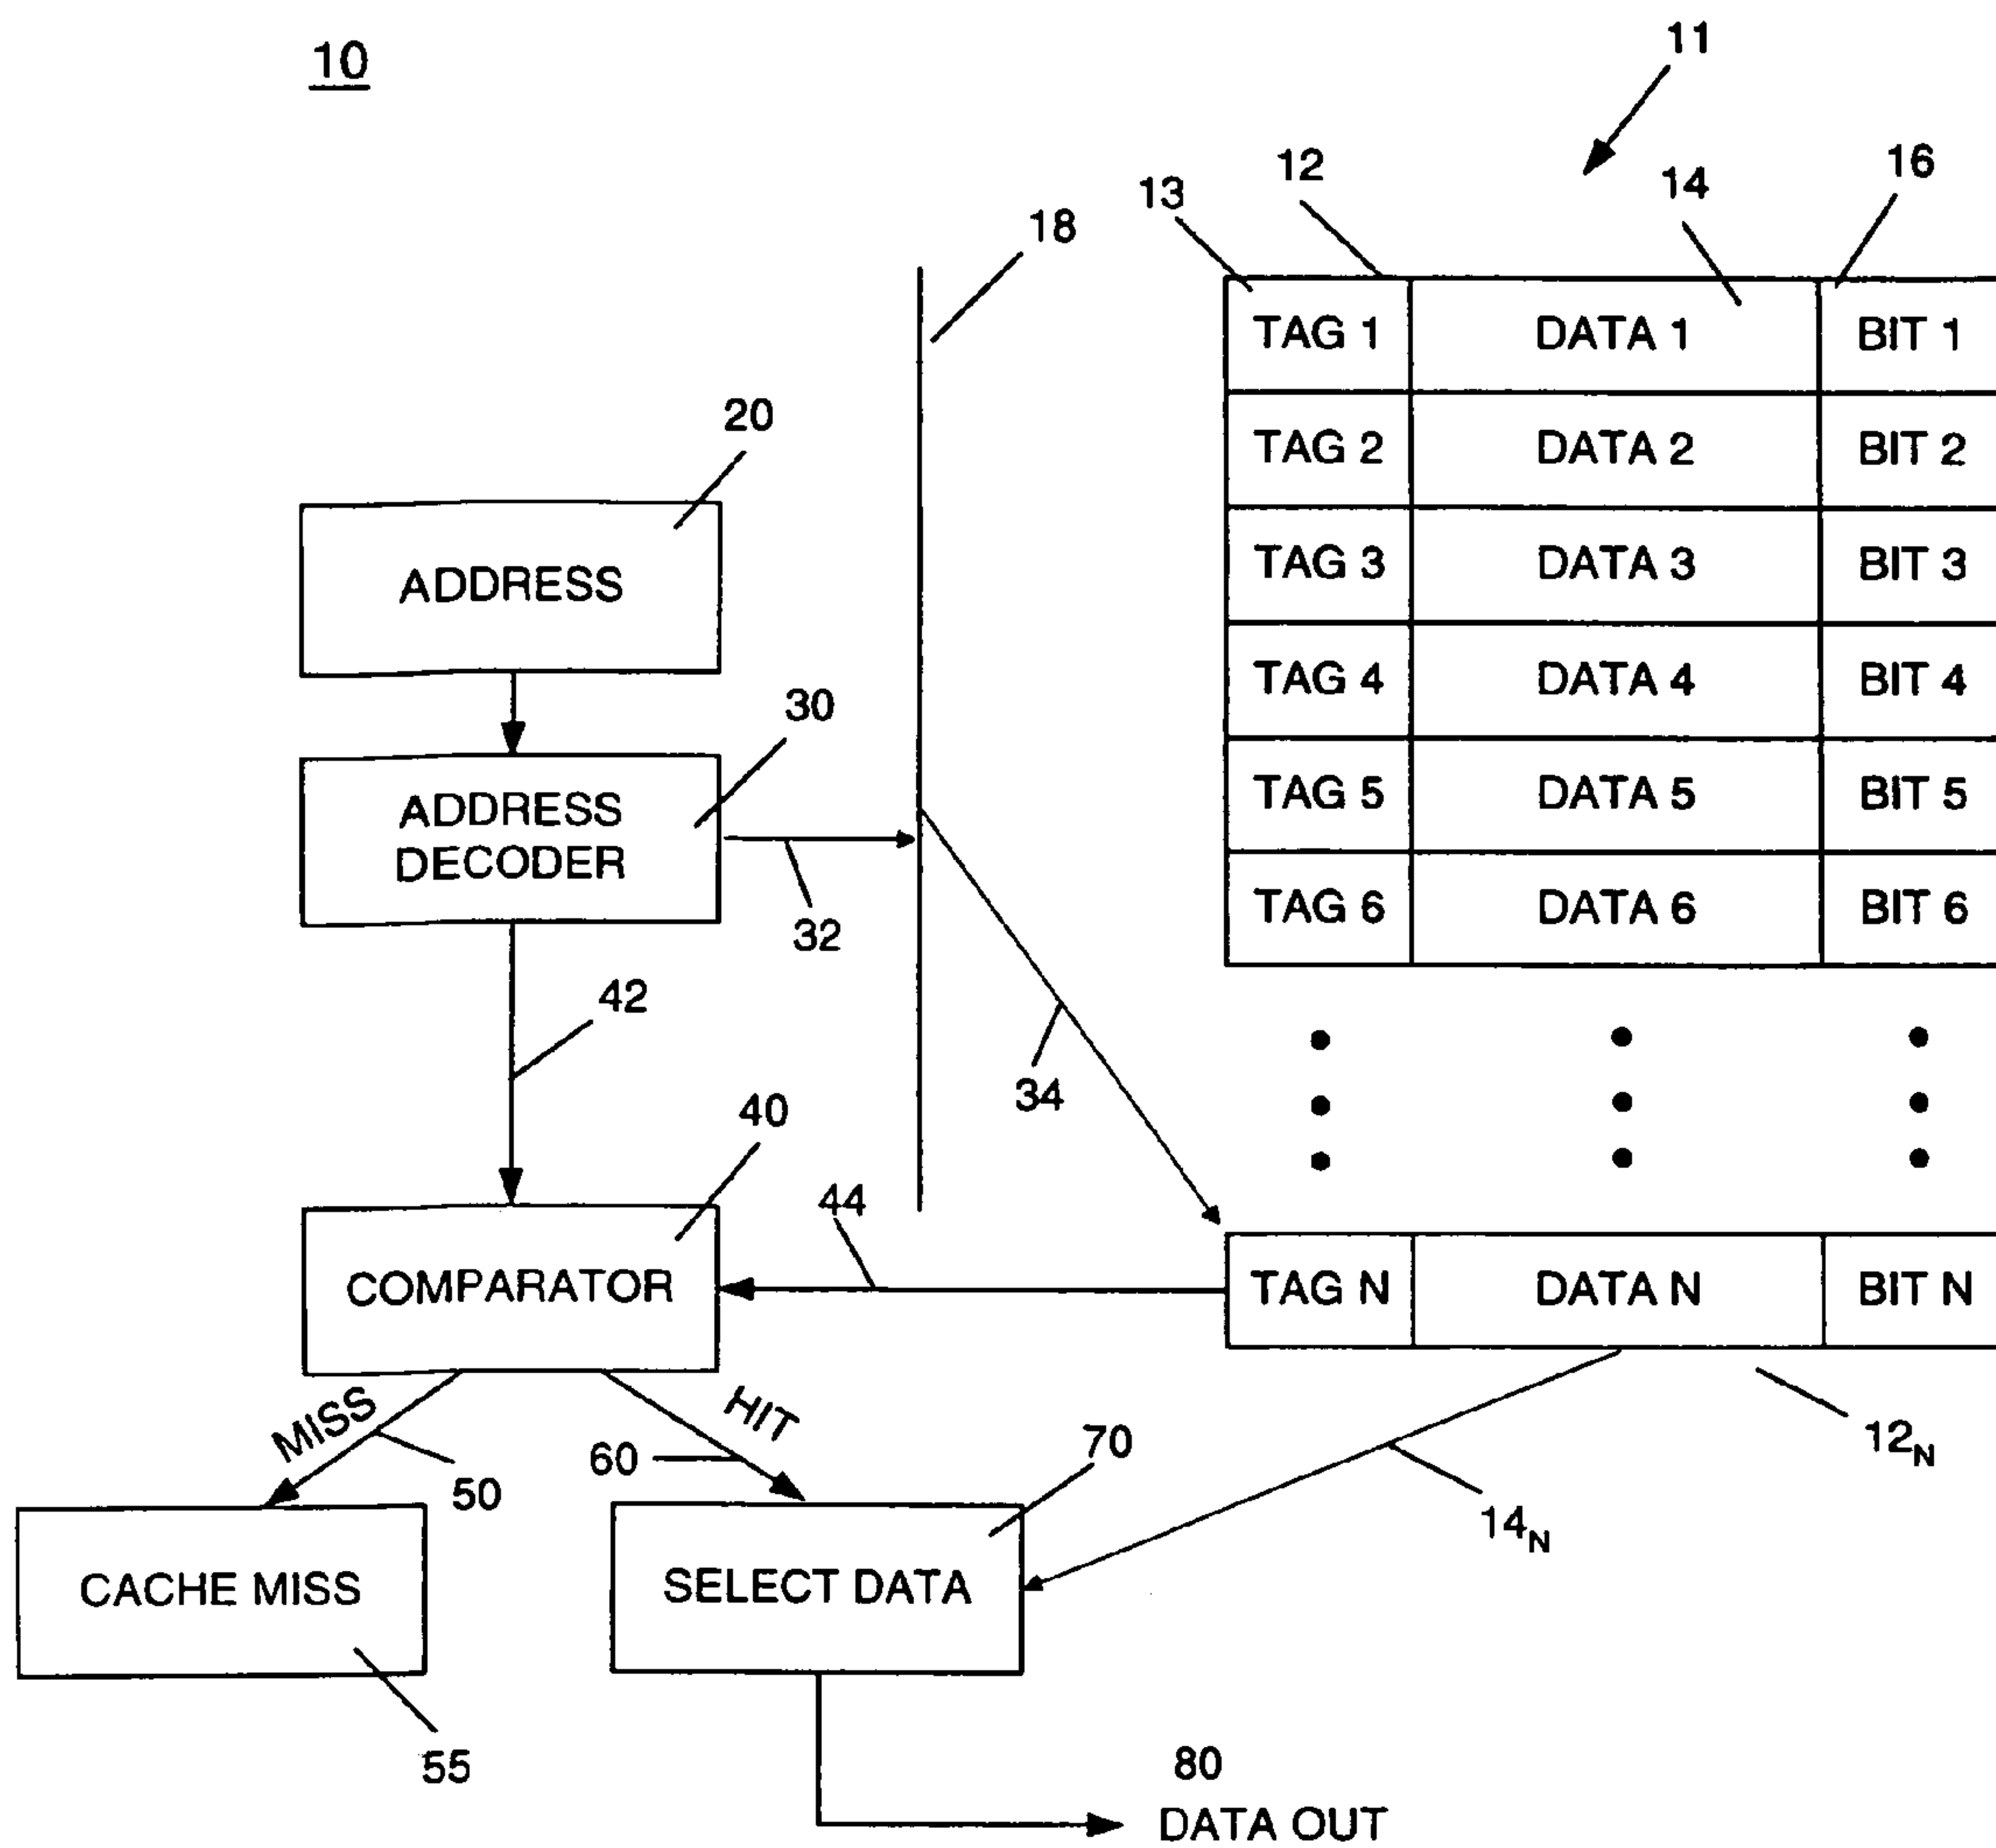 10
11
12
13
14
16
18
TAG 1 DATA 1 BIT 1
TAG 2 DATA 2 BIT 2
TAG 3 DATA 3 BIT 3
TAG 4 DATA 4 BIT 4
TAG 5 DATA 5 BIT 5
TAG 6 DATA 6 BIT 6
20
ADDRESS
30
ADDRESS
DECODER
32
42
34
40
44
COMPARATOR
TAG N DATA N BIT N
MISS
HIT
50
60
70
12N
14N
CACHE MISS
SELECT DATA
55
80
DATA OUT